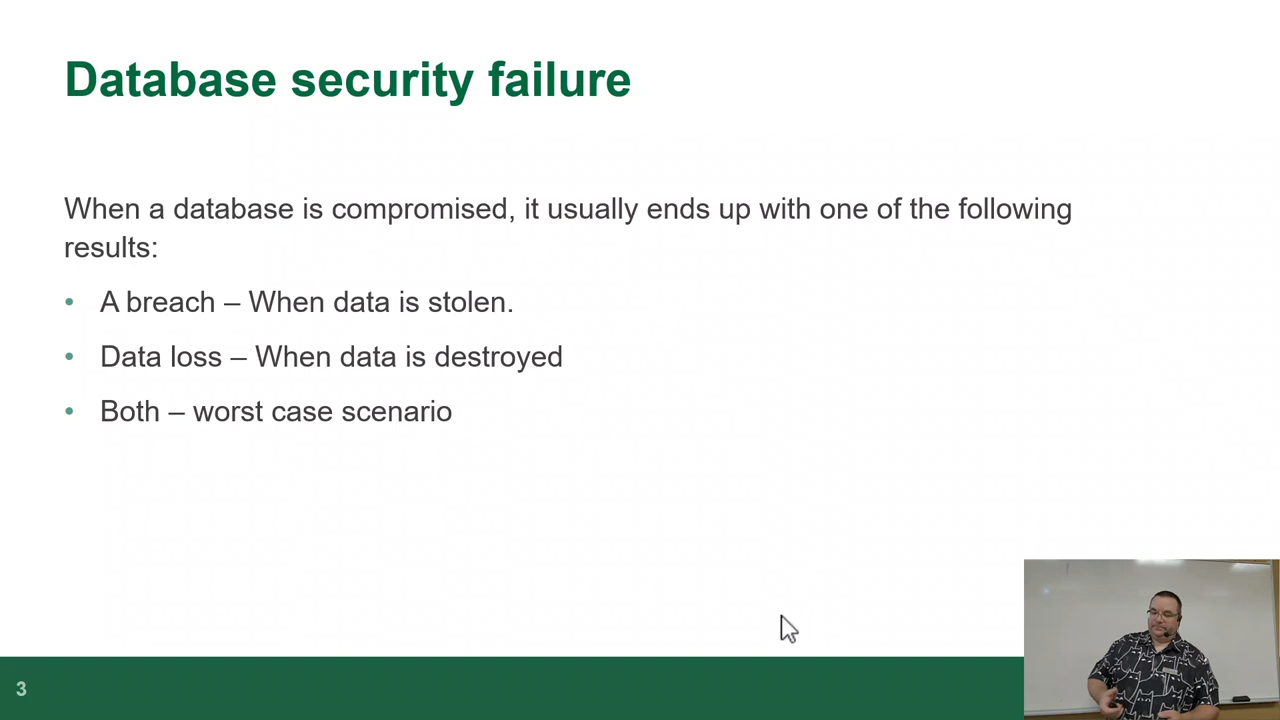 Database security failure
When a database is compromised, it usually ends up with one of the following
results:
• A breach – When data is stolen.
• Data loss – When data is destroyed
• Both – worst case scenario
3